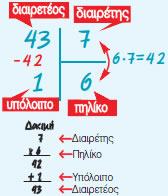 διαιρετέος διαιρέτης
43 7
-42 6·7=42
1 6
υπόλοιπο πηλίκο
Δοκιμή
7 Διαιρέτης
x 6 Πηλίκο
42
+ 1 Υπόλοιπο
43 Διαιρετέος